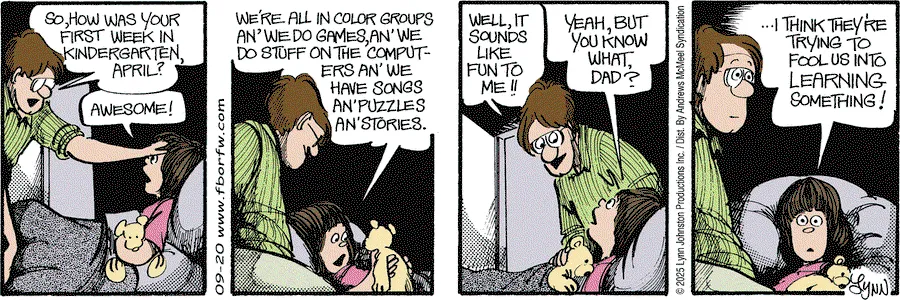 SO, HOW WAS YOUR
FIRST WEEK IN
KINDERGARTEN,
APRIL?
AWESOME!
09-20 www.fborfw.com
WE'RE ALL IN COLOR GROUPS
AN' WE DO GAMES, AN' WE
DO STUFF ON THE COMPUT-
ERS AN' WE
HAVE SONGS
AN' PUZZLES
AN' STORIES.
WELL, IT
SOUNDS
LIKE
FUN TO
ME!!
YEAH, BUT
YOU KNOW
WHAT,
DAD?
© 2025 Lynn Johnston Productions Inc. / Dist. By Andrews McMeel Syndication
...I THINK THEY'RE
TRYING TO
FOOL US INTO
LEARNING
SOMETHING!
LYNN